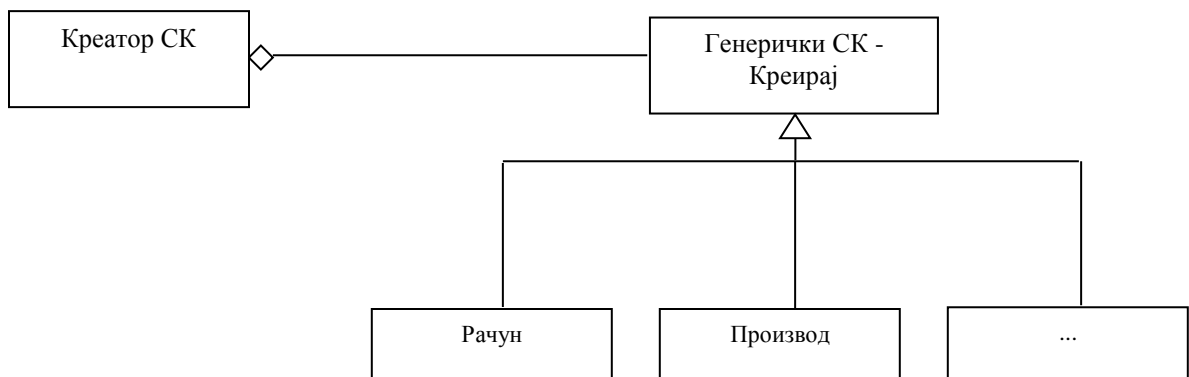 Креатор СК
Генерички СК -
Креирај
Рачун
Производ
...